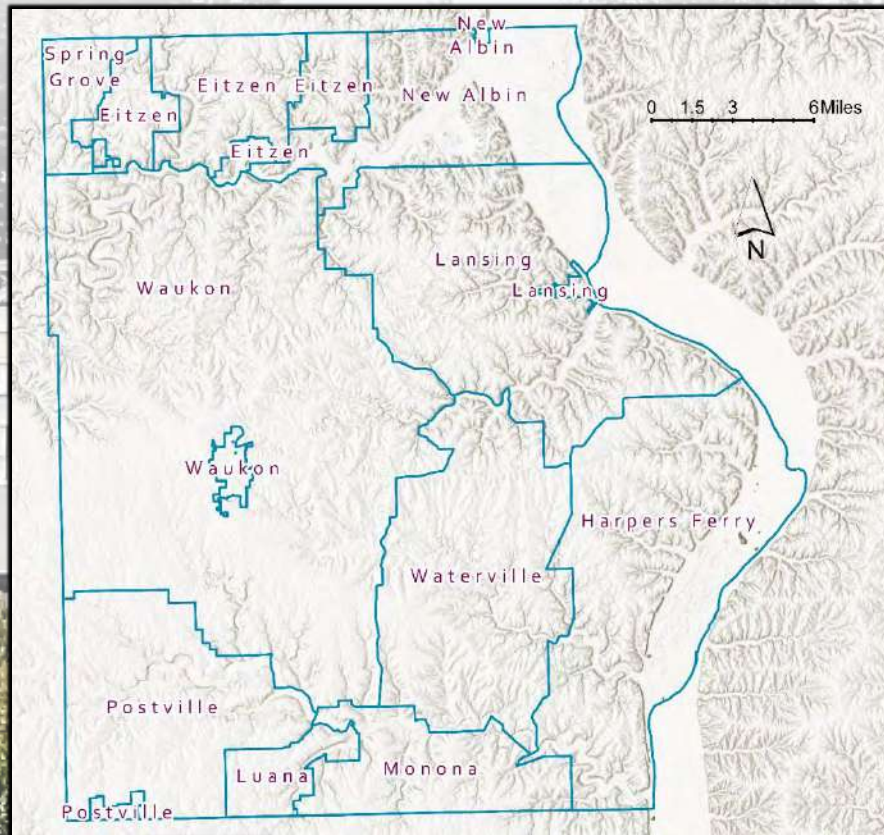 New
Albin
Spring
Grove
Eitzen
Eitzen
Eitzen
New Albin
0 1.5 3 6 Miles
Eitzen
N
Lansing
Lansing
Waukon
Waukon
Harpers Ferry
Waterville
Postville
Luana
Monona
Postville